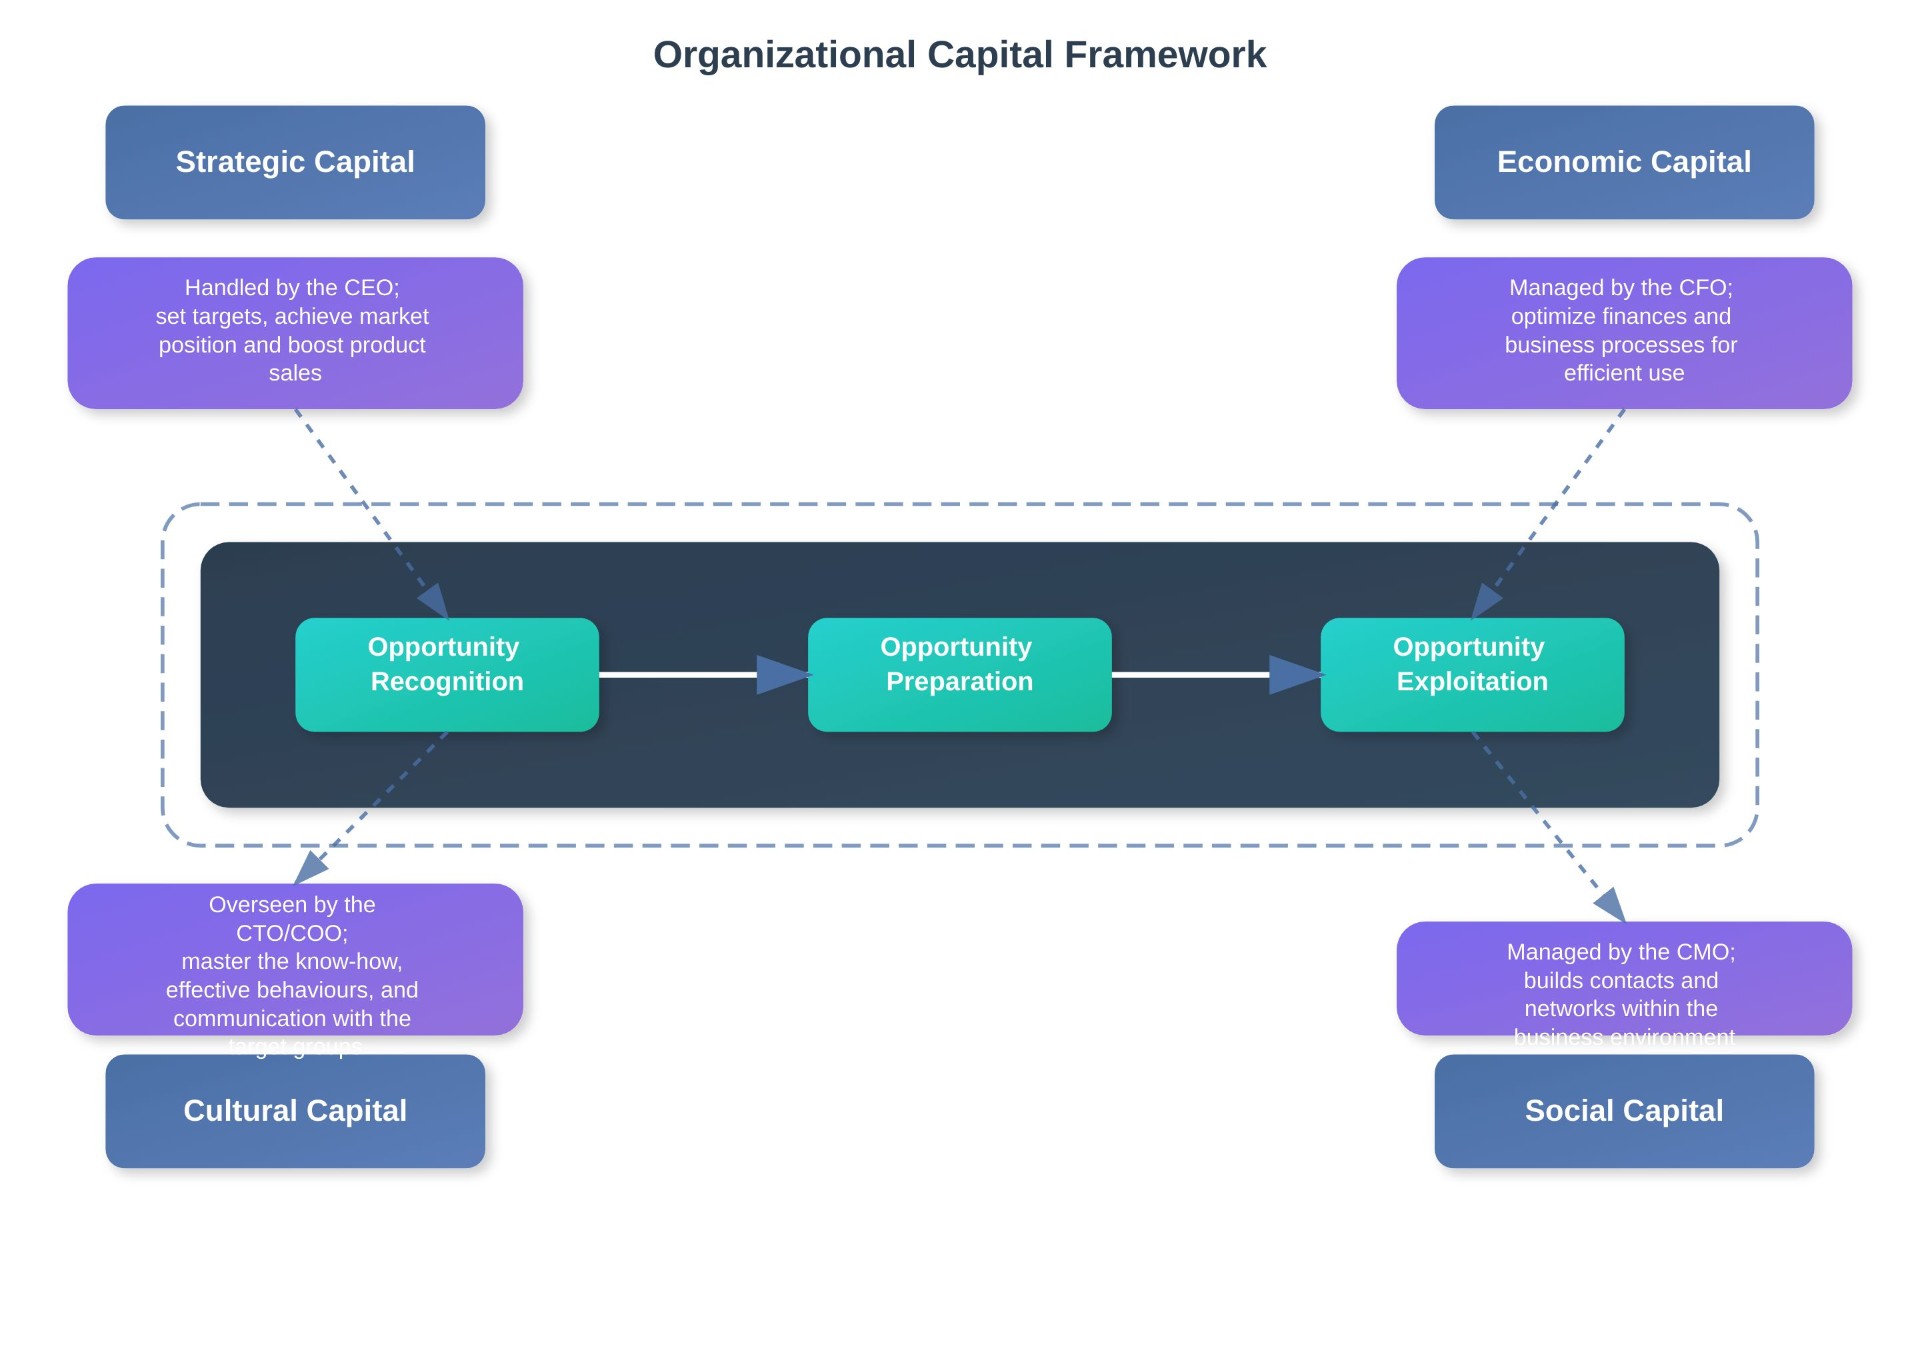 Organizational Capital Framework
Strategic Capital
Economic Capital
Handled by the CEO;
set targets, achieve market
position and boost product
sales
Managed by the CFO;
optimize finances and
business processes for
efficient use
Opportunity
Recognition
Opportunity
Preparation
Opportunity
Exploitation
Overseen by the
CTO/COO;
master the know-how,
effective behaviours, and
communication with the
target groups
Managed by the CMO;
builds contacts and
networks within the
business environment
Cultural Capital
Social Capital